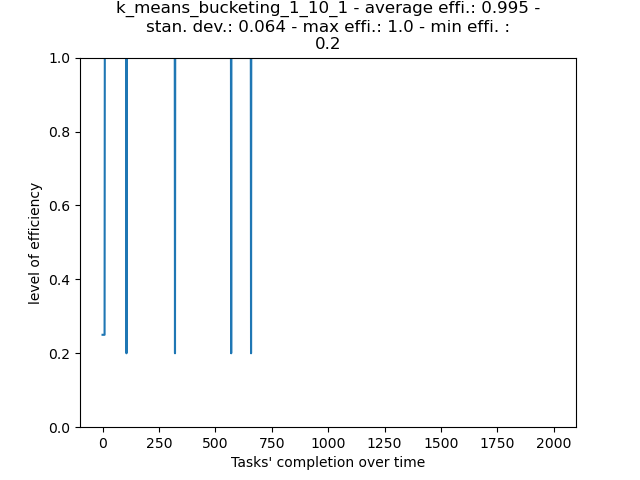 k_means_bucketing_1_10_1 - average effi.: 0.995 -
stan. dev.: 0.064 - max effi.: 1.0 - min effi. :
0.2
1.0
0.8
0.6
0.4
0.2
0.0
level of efficiency
0 250 500 750 1000 1250 1500 1750 2000
Tasks' completion over time